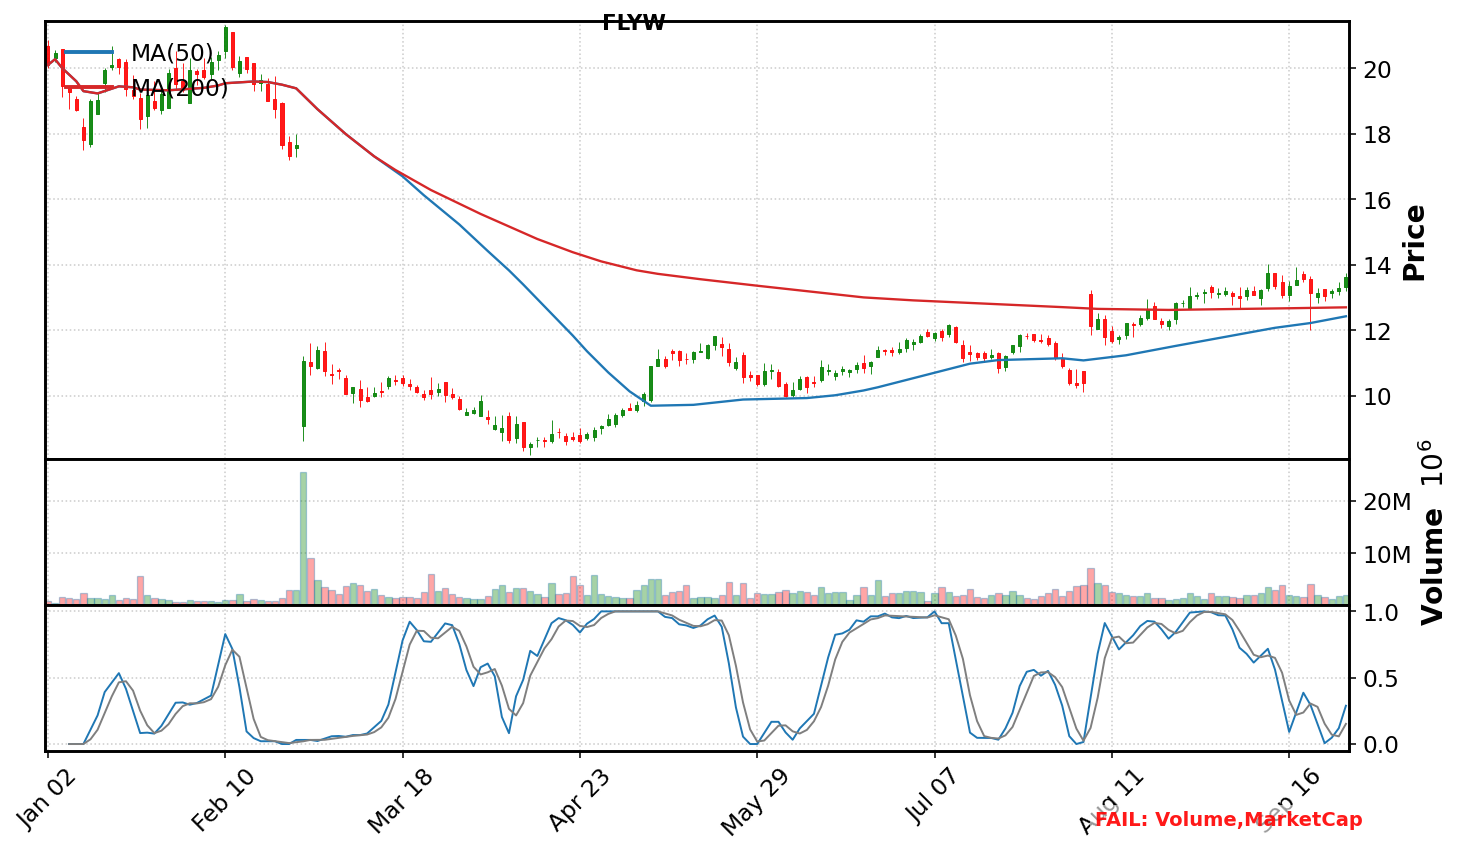 FLYW
MA(50)
MA(200)
20
18
16
14
12
10
Price
10^6
20M
10M
Volume
1.0
0.5
0.0
Jan 02
Feb 10
Mar 18
Apr 23
May 29
Jul 07
Aug 11
Sep 16
FAIL: Volume,MarketCap